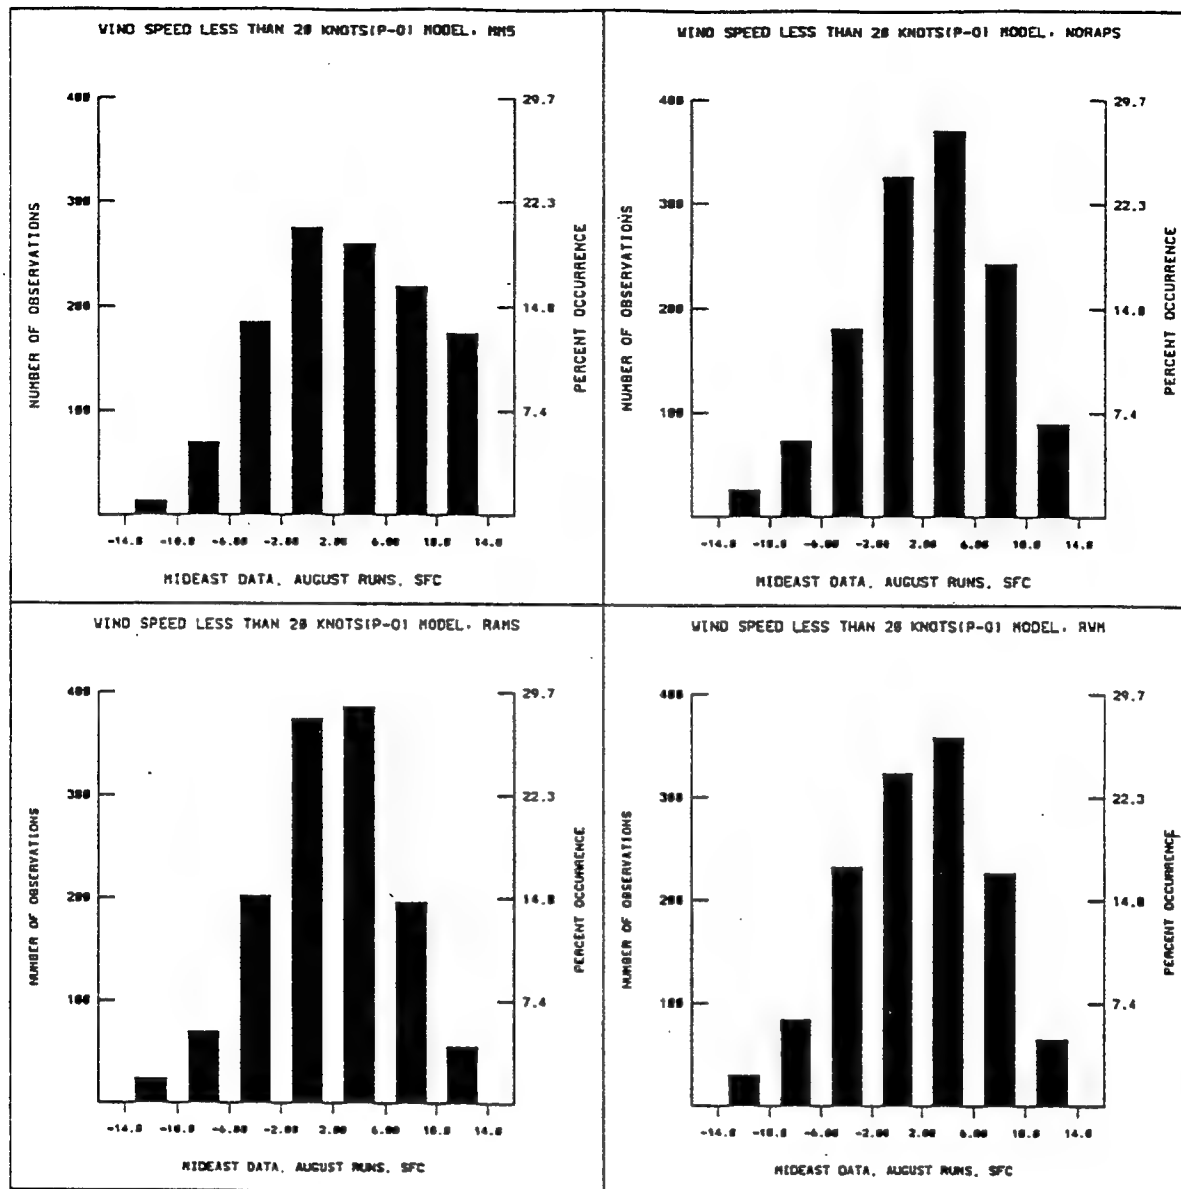 WIND SPEED LESS THAN 20 KNOTS(P-O) MODEL, MM5
400
300
200
100
NUMBER OF OBSERVATIONS
29.7
22.3
14.8
7.4
PERCENT OCCURRENCE
-14.0 -10.0 -6.00 -2.00 2.00 6.00 10.0 14.0
MIDEAST DATA, AUGUST RUNS, SFC
WIND SPEED LESS THAN 20 KNOTS(P-O) MODEL, NORAPS
400
300
200
100
NUMBER OF OBSERVATIONS
29.7
22.3
14.8
7.4
PERCENT OCCURRENCE
-14.0 -10.0 -6.00 -2.00 2.00 6.00 10.0 14.0
MIDEAST DATA, AUGUST RUNS, SFC
WIND SPEED LESS THAN 20 KNOTS(P-O) MODEL, RAMS
400
300
200
100
NUMBER OF OBSERVATIONS
29.7
22.3
14.8
7.4
PERCENT OCCURRENCE
-14.0 -10.0 -6.00 -2.00 2.00 6.00 10.0 14.0
MIDEAST DATA, AUGUST RUNS, SFC
WIND SPEED LESS THAN 20 KNOTS(P-O) MODEL, RWM
400
300
200
100
NUMBER OF OBSERVATIONS
29.7
22.3
14.8
7.4
PERCENT OCCURRENCE
-14.0 -10.0 -6.00 -2.00 2.00 6.00 10.0 14.0
MIDEAST DATA, AUGUST RUNS, SFC